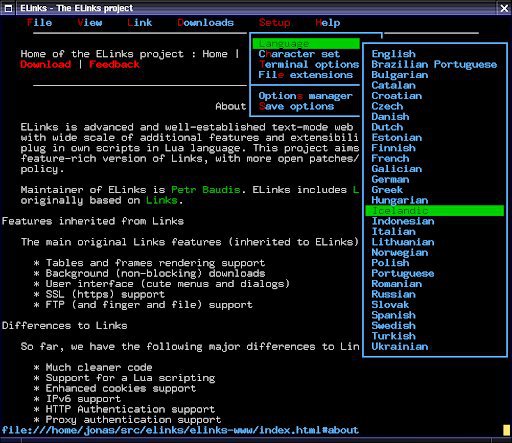 ELinks - The ELinks project
File View Link Downloads Setup Help
Home of the ELinks project : Home |
Download | Feedback
About
ELinks is advanced and well-established text-mode web
with wide scale of additional features and extensibili
plug in own scripts in Lua language. This project aims
feature-rich version of Links, with more open patches/
policy.
Maintainer of ELinks is Petr Baudis. ELinks includes L
originally based on Links.
Features inherited from Links
The main original Links features (inherited to ELinks)
* Tables and frames rendering support
* Background (non-blocking) downloads
* User interface (cute menus and dialogs)
* SSL (https) support
* FTP (and finger and file) support
Differences to Links
So far, we have the following major differences to Lin
* Much cleaner code
* Support for a Lua scripting
* Enhanced cookies support
* IPv6 support
* HTTP Authentication support
* Proxy authentication support
file:///home/jonas/src/elinks/elinks-www/index.html#about
Language
Character set
Terminal options
File extensions
Options manager
Save options
English
Brazilian Portuguese
Bulgarian
Catalan
Croatian
Czech
Danish
Dutch
Estonian
Finnish
French
Galician
German
Greek
Hungarian
Icelandic
Indonesian
Italian
Lithuanian
Norwegian
Polish
Portuguese
Romanian
Russian
Slovak
Spanish
Swedish
Turkish
Ukrainian